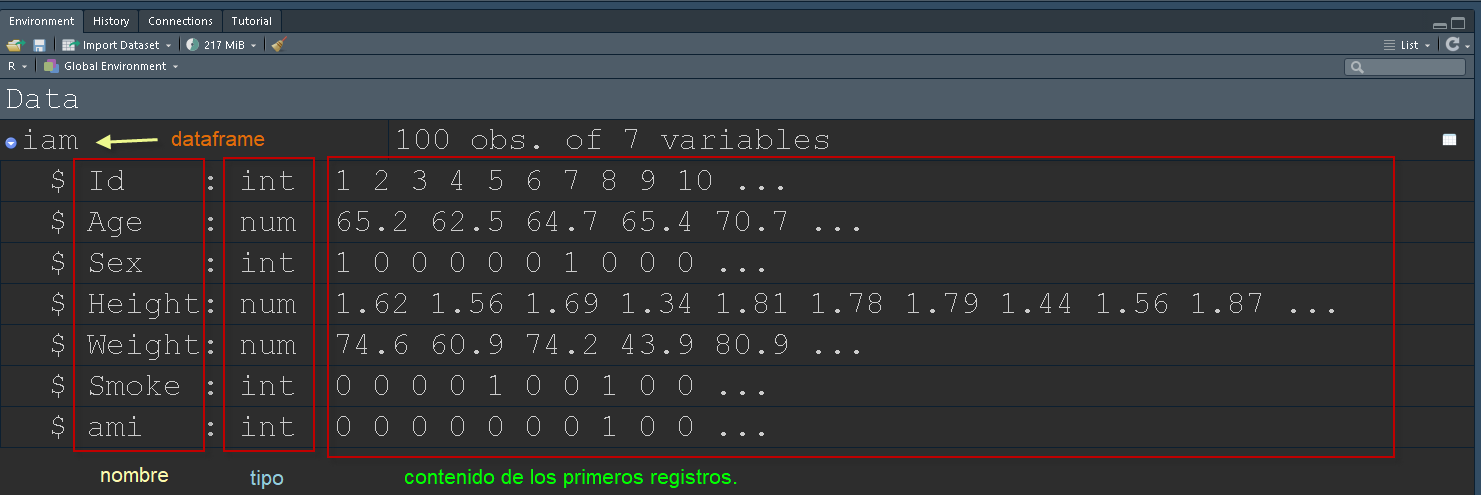 Environment History Connections Tutorial
Import Dataset 217 MiB List
R Global Environment
Data
iam dataframe 100 obs. of 7 variables
$ Id : int 1 2 3 4 5 6 7 8 9 10 ...
$ Age : num 65.2 62.5 64.7 65.4 70.7 ...
$ Sex : int 1 0 0 0 0 0 1 0 0 0 ...
$ Height: num 1.62 1.56 1.69 1.34 1.81 1.78 1.79 1.44 1.56 1.87 ...
$ Weight: num 74.6 60.9 74.2 43.9 80.9 ...
$ Smoke : int 0 0 0 0 1 0 0 1 0 0 ...
$ ami : int 0 0 0 0 0 0 0 1 0 0 ...
nombre tipo contenido de los primeros registros.